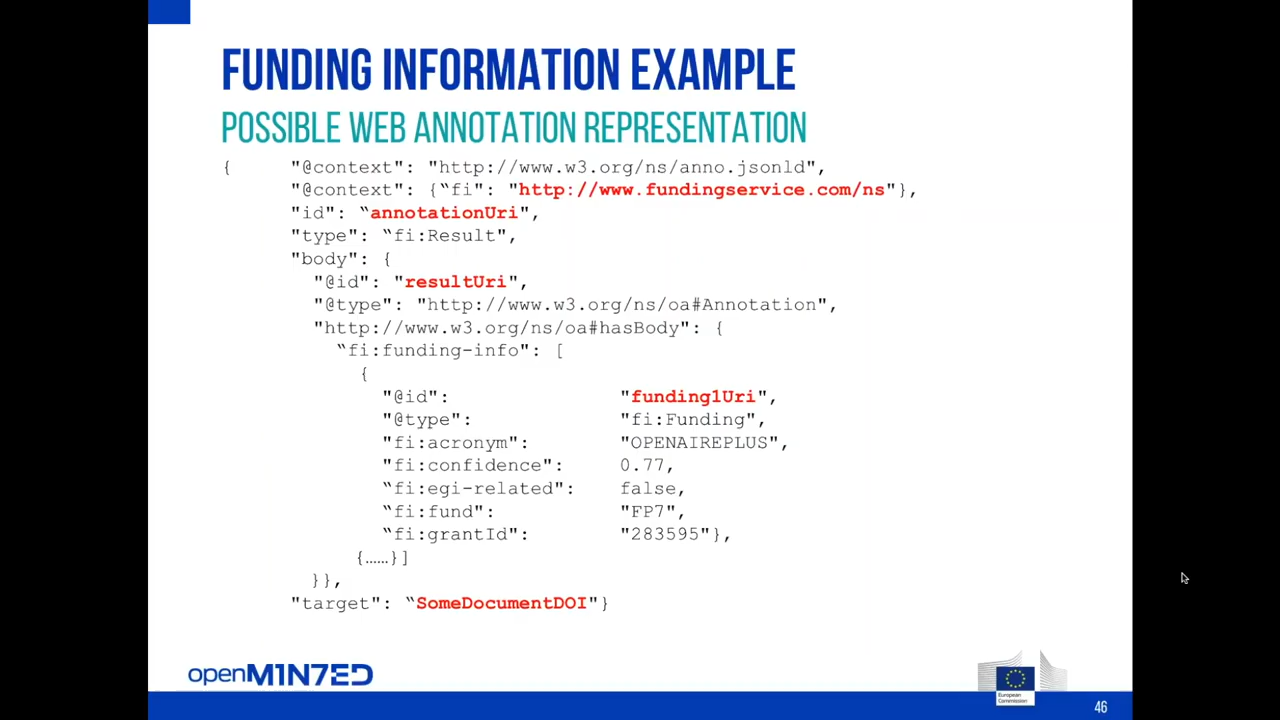 FUNDING INFORMATION EXAMPLE
POSSIBLE WEB ANNOTATION REPRESENTATION
{ "@context": "http://www.w3.org/ns/anno.jsonld",
"@context": {“fi": "http://www.fundingservice.com/ns"},
"id": “annotationUri",
"type": “fi:Result",
"body": {
"@id": "resultUri",
"@type": "http://www.w3.org/ns/oa#Annotation",
"http://www.w3.org/ns/oa#hasBody": {
“fi:funding-info": [
{
"@id": "funding1Uri",
"@type": "fi:Funding",
"fi:acronym": "OPENAIREPLUS",
"fi:confidence": 0.77,
“fi:egi-related": false,
“fi:fund": "FP7",
“fi:grantId": "283595"},
{……}]
}},
"target": “SomeDocumentDOI"}
openM1N7ED
European
Commission
46